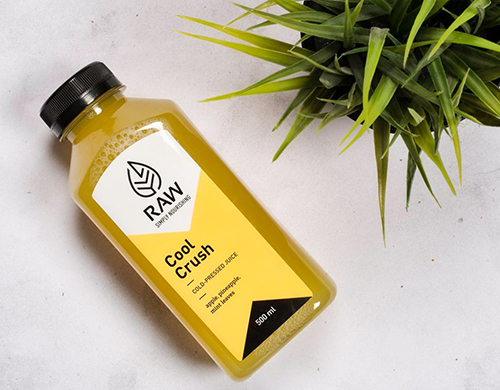 RAW
SIMPLY NOURISHING
Cool
Crush
COLD-PRESSED JUICE
apple, pineapple,
mint leaves
500 ml